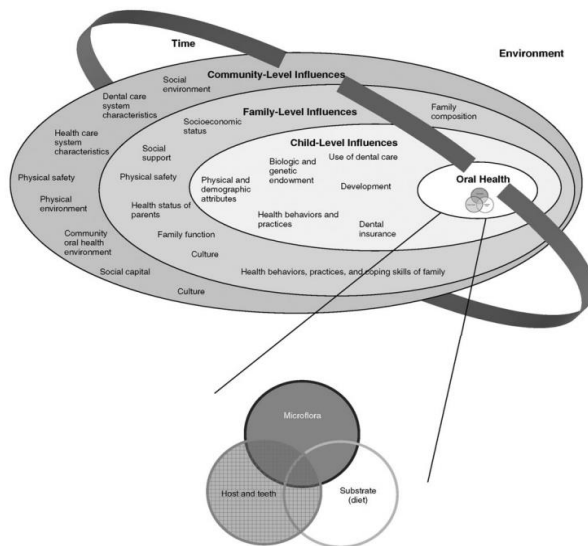 Time
Environment
Community-Level Influences
Social
environment
Dental care
system
characteristics
Health care
system
characteristics
Physical safety
Physical
environment
Community
oral health
environment
Social capital
Culture
Family-Level Influences
Family
composition
Socioeconomic
status
Social
support
Physical safety
Health status of
parents
Family function
Culture
Health behaviors, practices, and coping skills of family
Child-Level Influences
Biologic and
genetic
endowment
Use of dental care
Physical and
demographic
attributes
Development
Health behaviors and
practices
Dental
insurance
Oral Health
Microflora
Host and teeth
Substrate
(diet)